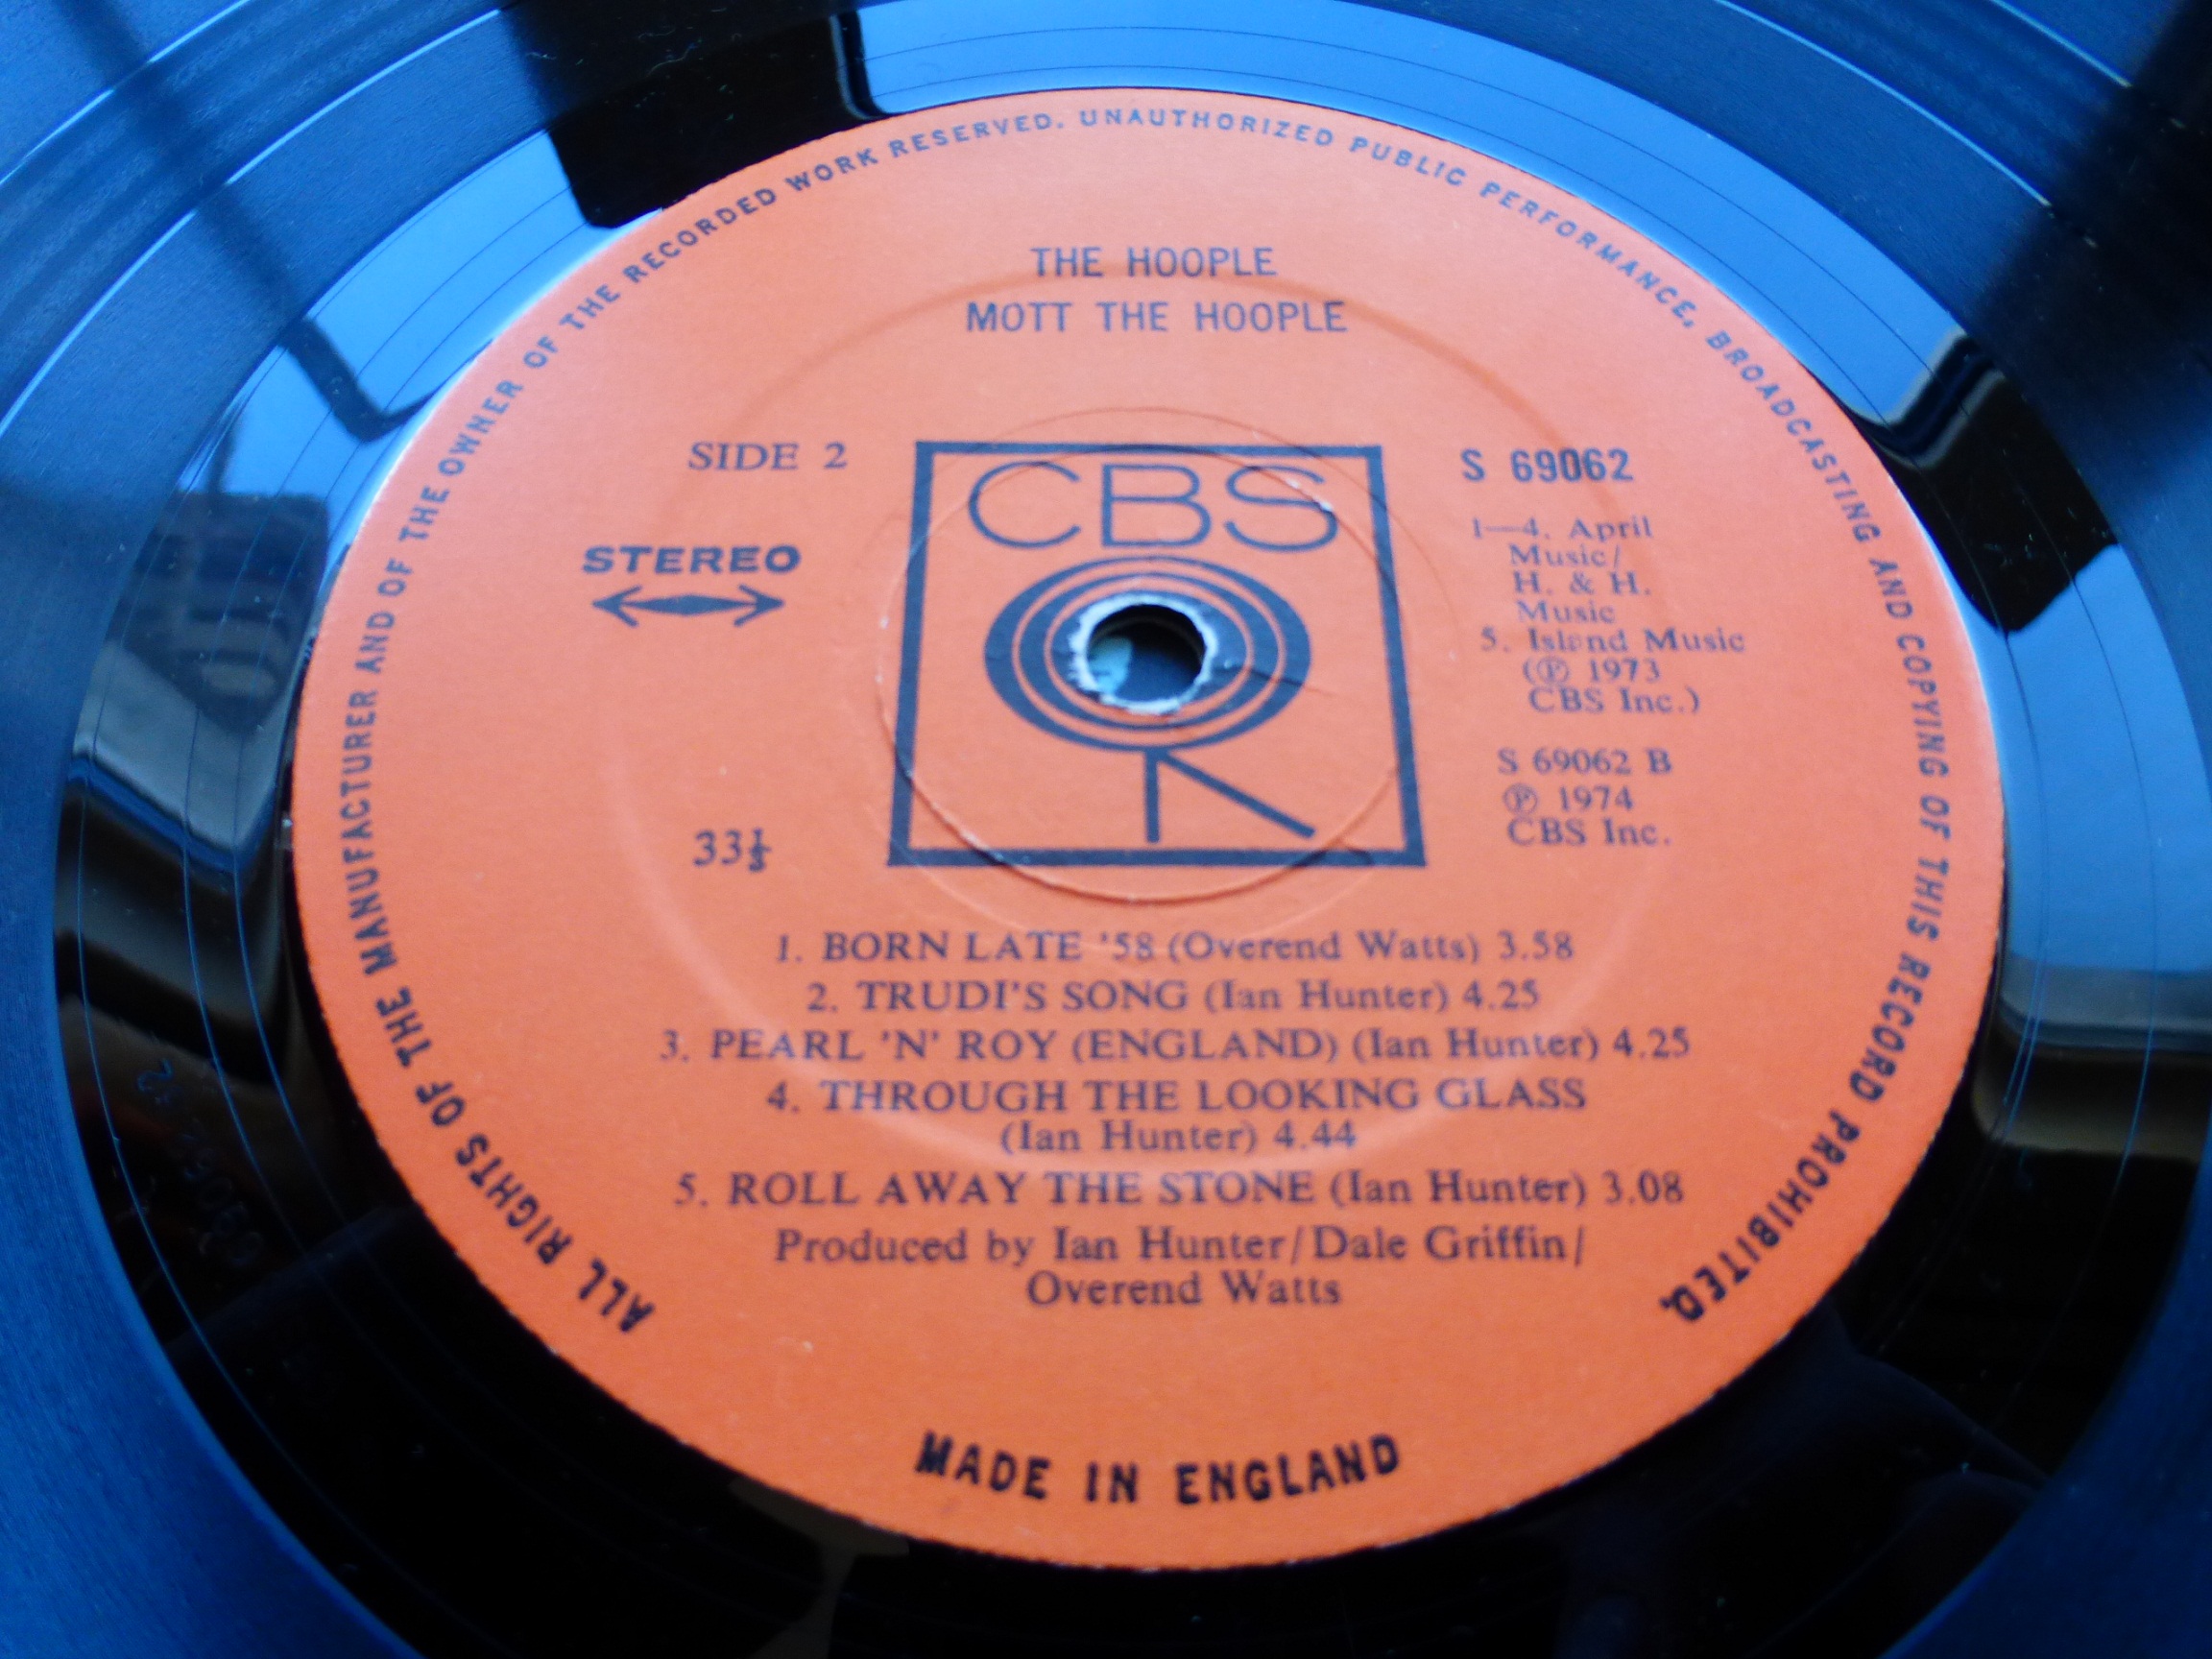 ALL RIGHTS OF THE MANUFACTURER AND OF THE OWNER OF THE RECORDED WORK RESERVED. UNAUTHORIZED PUBLIC PERFORMANCE, BROADCASTING AND COPYING OF THIS RECORD PROHIBITED.
THE HOOPLE
MOTT THE HOOPLE
SIDE 2
STEREO
33⅓
CBS
S 69062
1—4. April
Music/
H. & H.
Music
5. Island Music
(℗ 1973
CBS Inc.)
S 69062 B
℗ 1974
CBS Inc.
1. BORN LATE '58 (Overend Watts) 3.58
2. TRUDI'S SONG (Ian Hunter) 4.25
3. PEARL 'N' ROY (ENGLAND) (Ian Hunter) 4.25
4. THROUGH THE LOOKING GLASS
(Ian Hunter) 4.44
5. ROLL AWAY THE STONE (Ian Hunter) 3.08
Produced by Ian Hunter/Dale Griffin/
Overend Watts
MADE IN ENGLAND